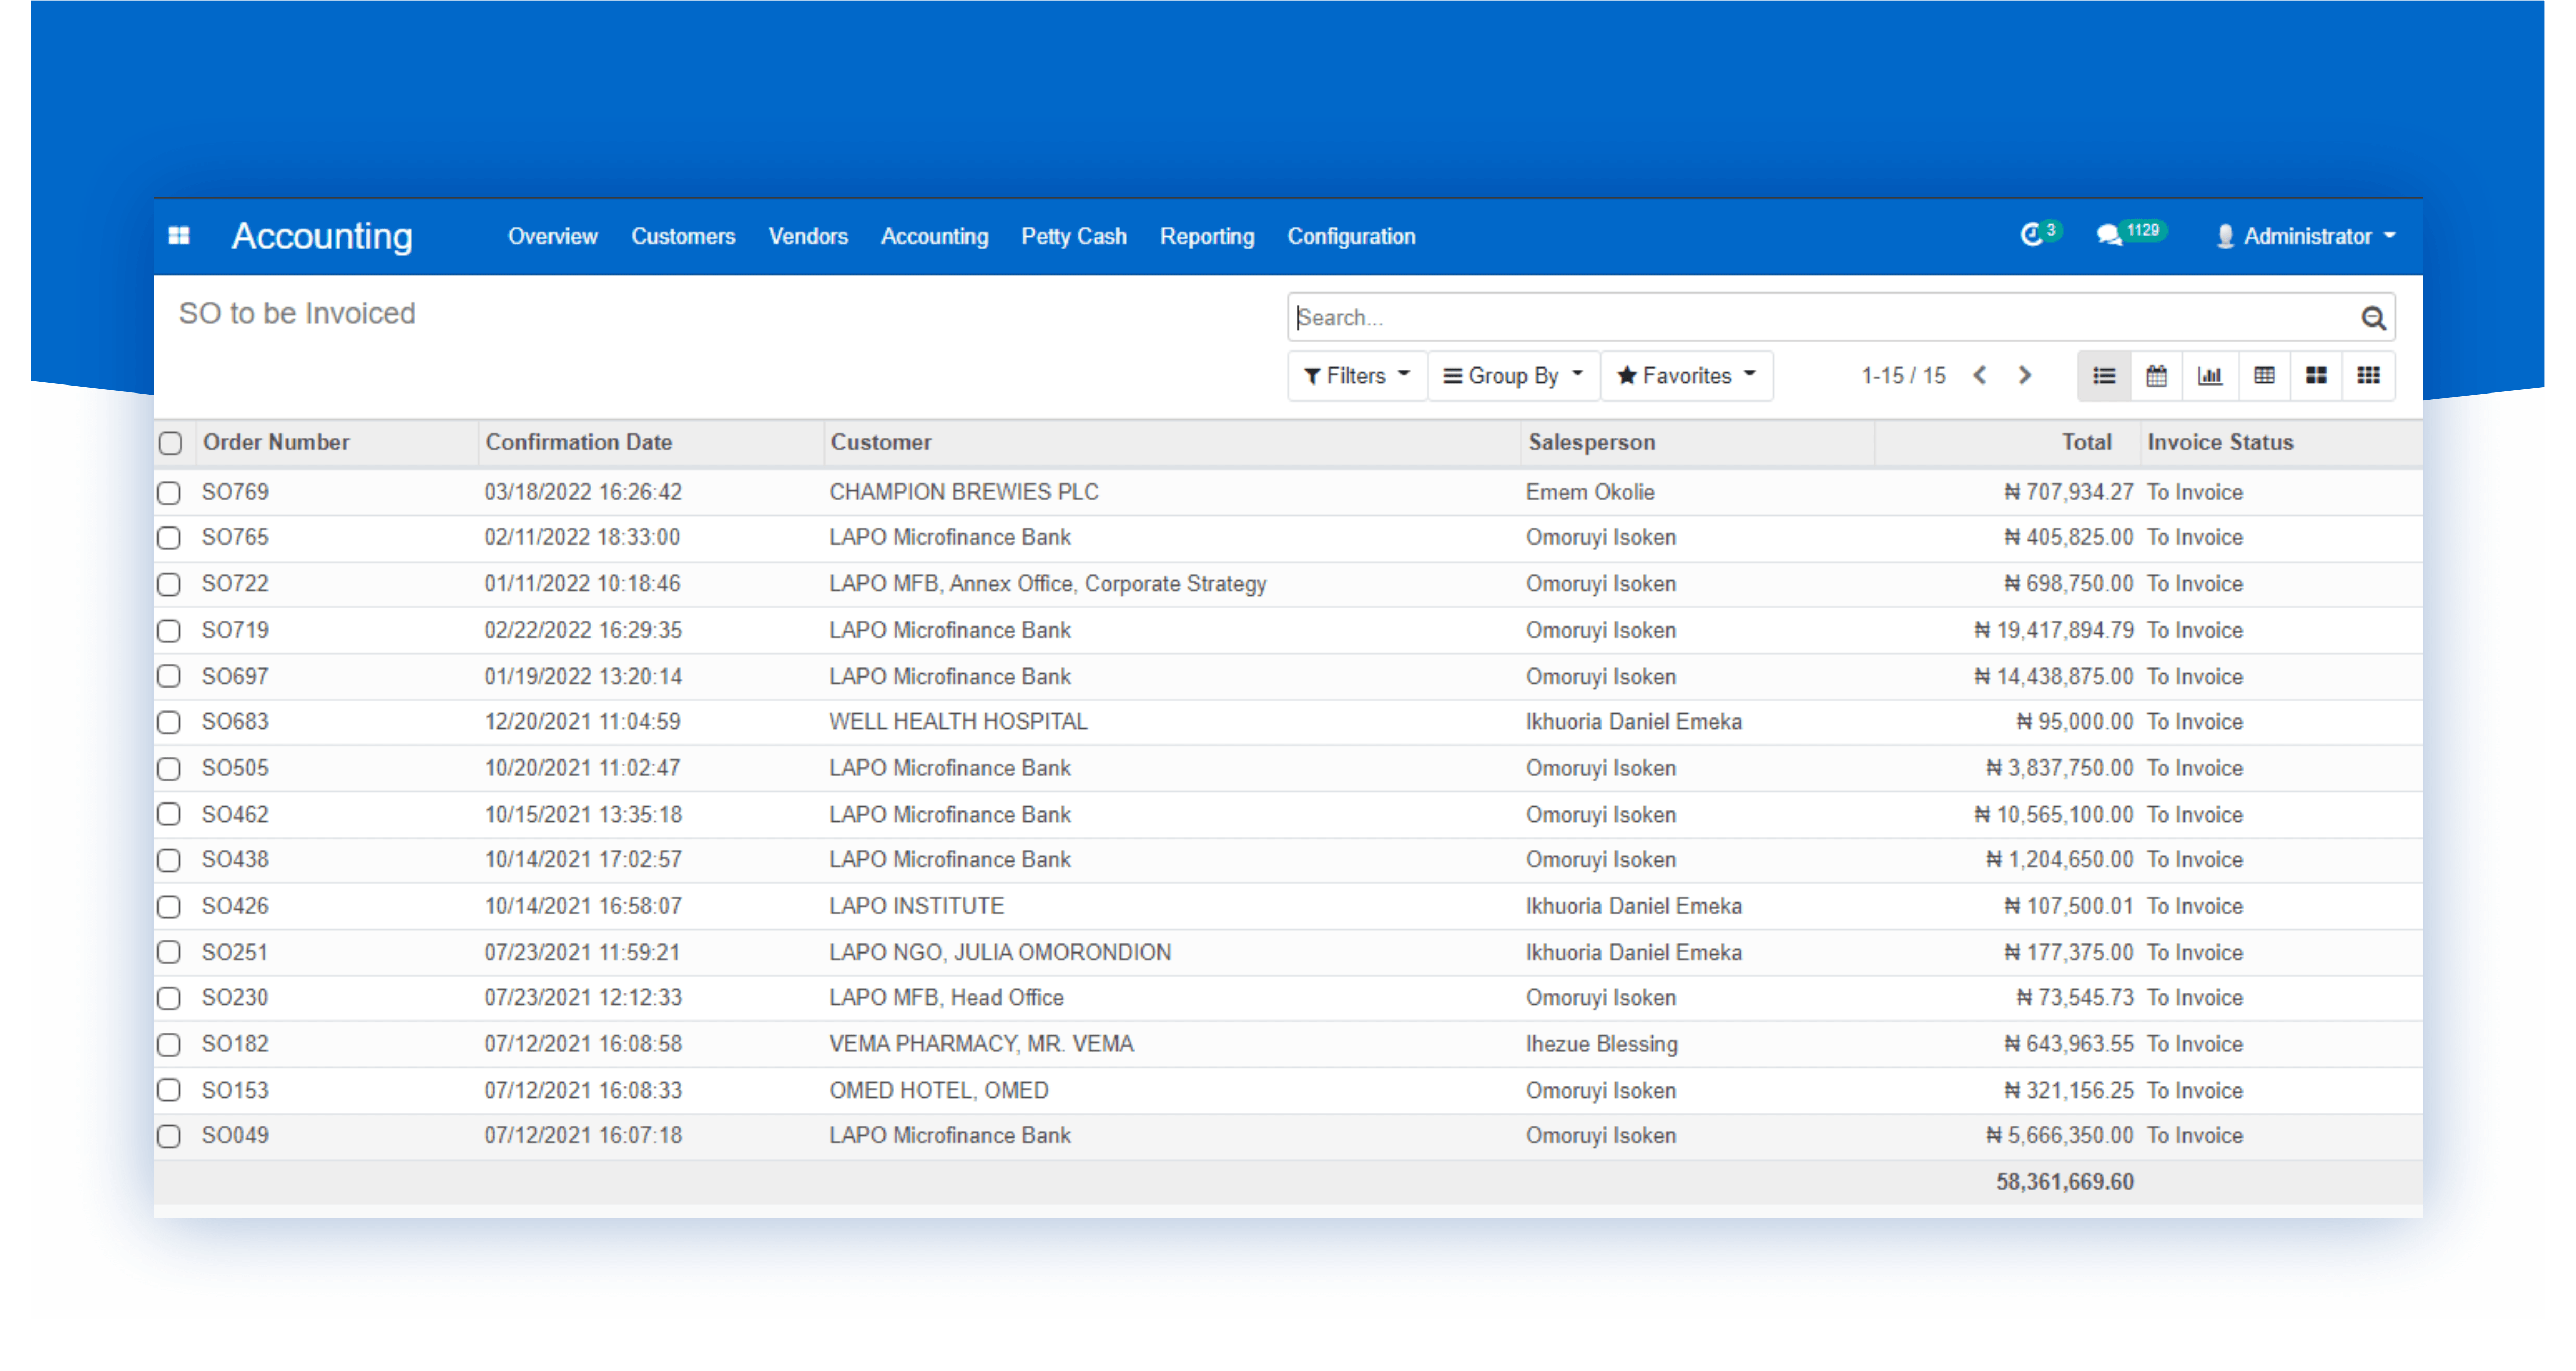 Accounting Overview Customers Vendors Accounting Petty Cash Reporting Configuration 3 1129 Administrator
SO to be Invoiced Search...
Filters Group By Favorites 1-15 / 15
Order Number Confirmation Date Customer Salesperson Total Invoice Status
SO769 03/18/2022 16:26:42 CHAMPION BREWIES PLC Emem Okolie ₦ 707,934.27 To Invoice
SO765 02/11/2022 18:33:00 LAPO Microfinance Bank Omoruyi Isoken ₦ 405,825.00 To Invoice
SO722 01/11/2022 10:18:46 LAPO MFB, Annex Office, Corporate Strategy Omoruyi Isoken ₦ 698,750.00 To Invoice
SO719 02/22/2022 16:29:35 LAPO Microfinance Bank Omoruyi Isoken ₦ 19,417,894.79 To Invoice
SO697 01/19/2022 13:20:14 LAPO Microfinance Bank Omoruyi Isoken ₦ 14,438,875.00 To Invoice
SO683 12/20/2021 11:04:59 WELL HEALTH HOSPITAL Ikhuoria Daniel Emeka ₦ 95,000.00 To Invoice
SO505 10/20/2021 11:02:47 LAPO Microfinance Bank Omoruyi Isoken ₦ 3,837,750.00 To Invoice
SO462 10/15/2021 13:35:18 LAPO Microfinance Bank Omoruyi Isoken ₦ 10,565,100.00 To Invoice
SO438 10/14/2021 17:02:57 LAPO Microfinance Bank Omoruyi Isoken ₦ 1,204,650.00 To Invoice
SO426 10/14/2021 16:58:07 LAPO INSTITUTE Ikhuoria Daniel Emeka ₦ 107,500.01 To Invoice
SO251 07/23/2021 11:59:21 LAPO NGO, JULIA OMORONDION Ikhuoria Daniel Emeka ₦ 177,375.00 To Invoice
SO230 07/23/2021 12:12:33 LAPO MFB, Head Office Omoruyi Isoken ₦ 73,545.73 To Invoice
SO182 07/12/2021 16:08:58 VEMA PHARMACY, MR. VEMA Ihezue Blessing ₦ 643,963.55 To Invoice
SO153 07/12/2021 16:08:33 OMED HOTEL, OMED Omoruyi Isoken ₦ 321,156.25 To Invoice
SO049 07/12/2021 16:07:18 LAPO Microfinance Bank Omoruyi Isoken ₦ 5,666,350.00 To Invoice
58,361,669.60